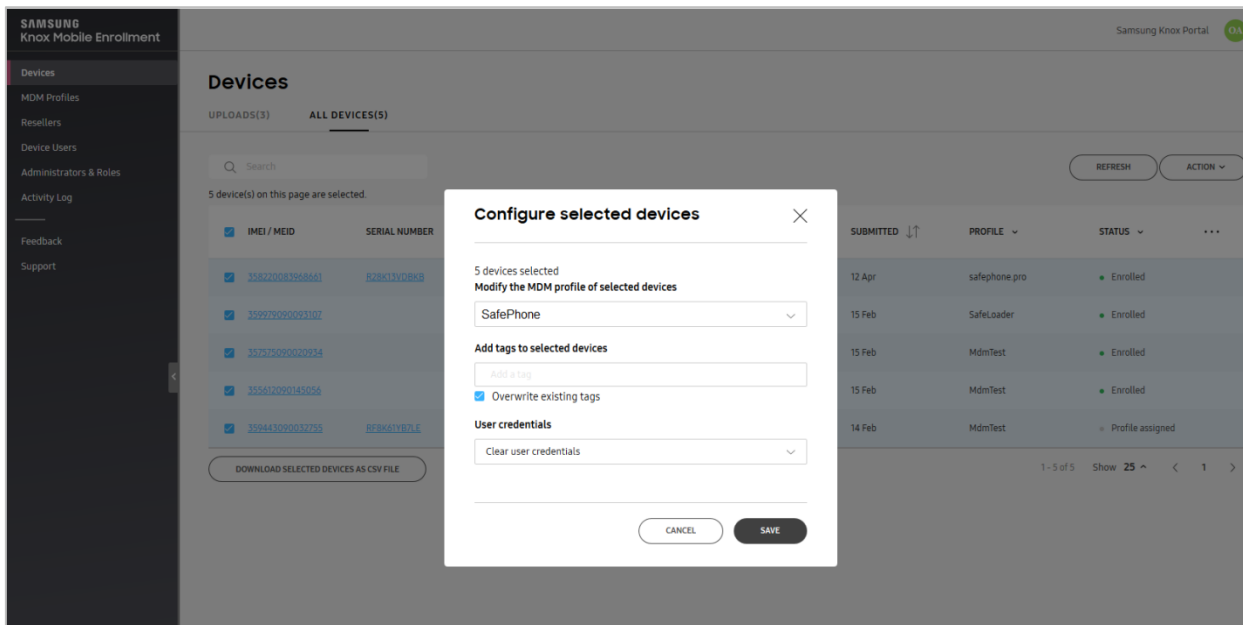 SAMSUNG
Knox Mobile Enrollment
Samsung Knox Portal OA
Devices
MDM Profiles
Resellers
Device Users
Administrators & Roles
Activity Log
Feedback
Support
Devices
UPLOADS(3) ALL DEVICES(5)
Search
REFRESH ACTION
5 device(s) on this page are selected.
IMEI / MEID SERIAL NUMBER SUBMITTED PROFILE STATUS ...
358220083968661 R28K13VDBKB 12 Apr safephone.pro Enrolled
359979090093107 15 Feb SafeLoader Enrolled
357575090020934 15 Feb MdmTest Enrolled
355612090145056 15 Feb MdmTest Enrolled
359443090032755 RF8K61YB7LE 14 Feb MdmTest Profile assigned
DOWNLOAD SELECTED DEVICES AS CSV FILE 1 - 5 of 5 Show 25 < 1 >
Configure selected devices
5 devices selected
Modify the MDM profile of selected devices
SafePhone
Add tags to selected devices
Add a tag
Overwrite existing tags
User credentials
Clear user credentials
CANCEL SAVE